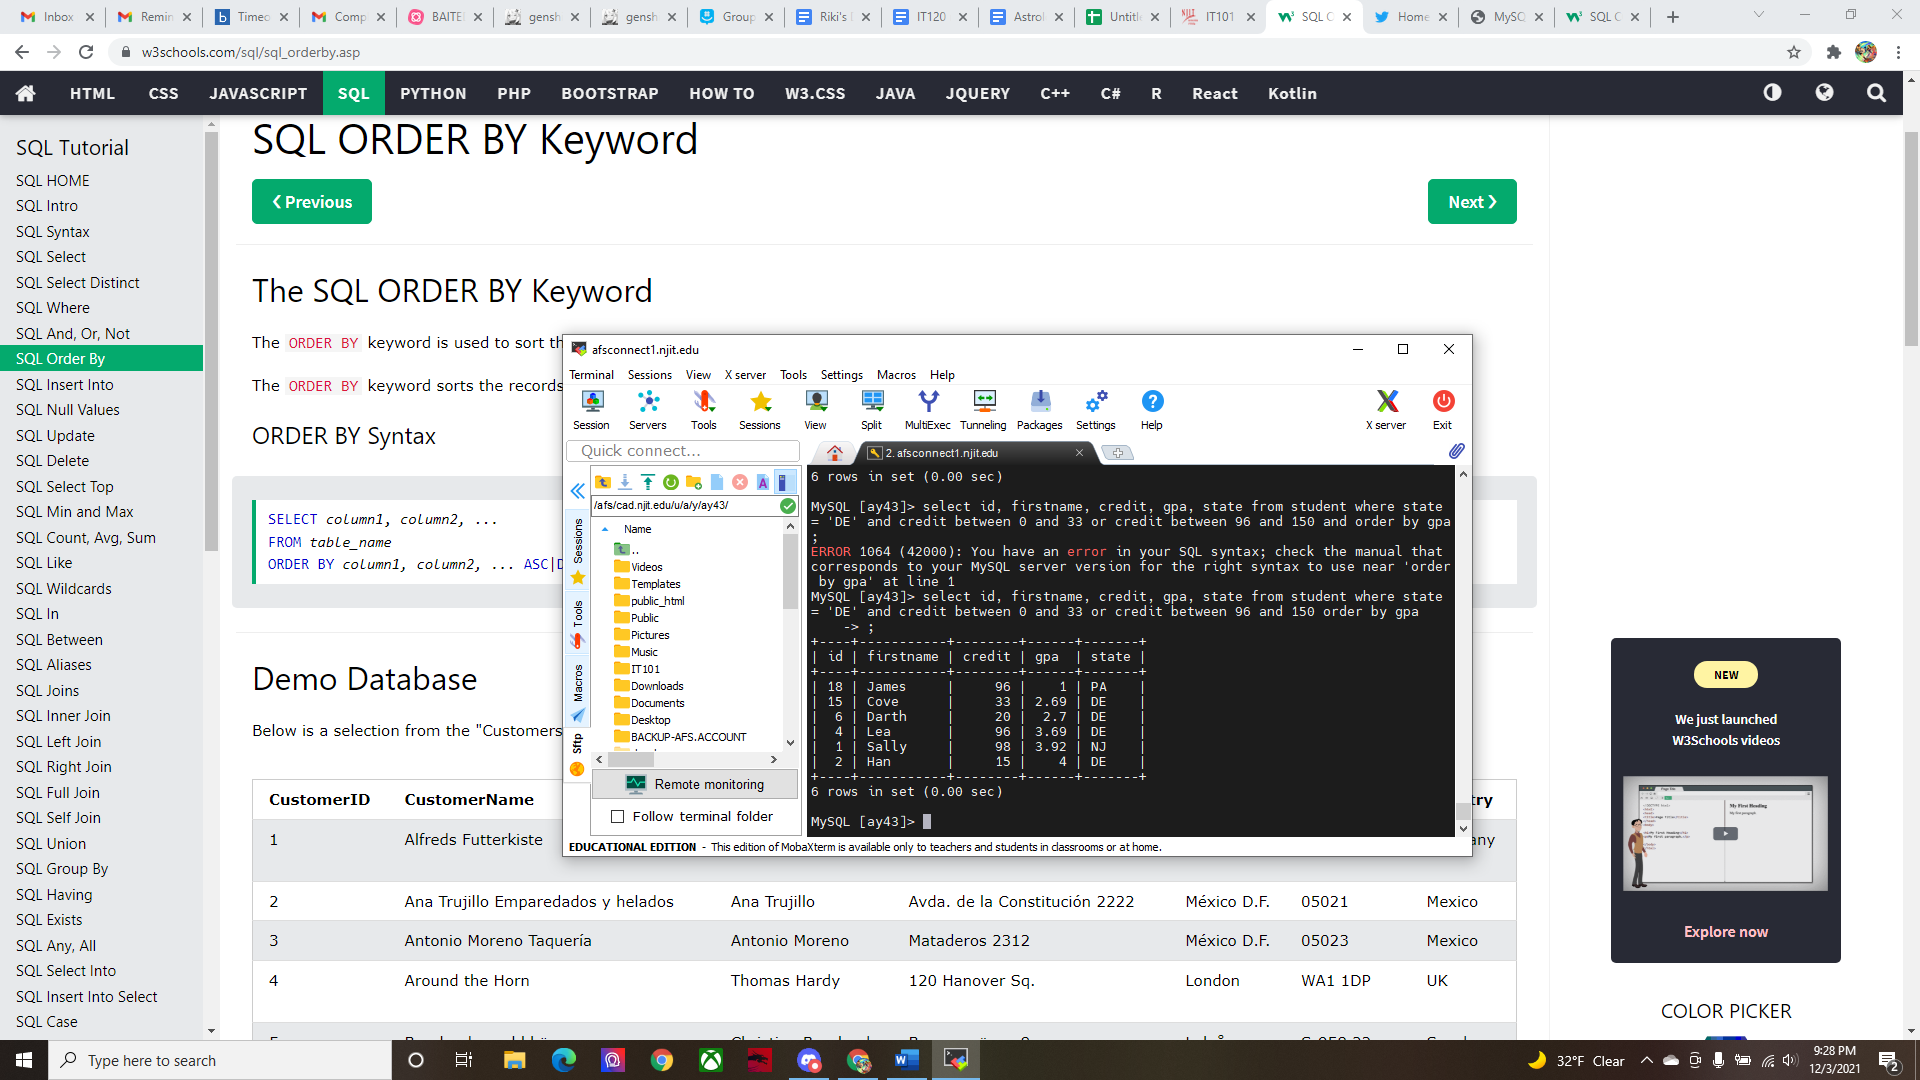 Inbox
Remin
Timec
Comp
BAITE
gensh
gensh
Group
Riki's
IT120
Astrol
Untitl
IT101
SQL C
Home
MySQ
SQL C
w3schools.com/sql/sql_orderby.asp
HTML CSS JAVASCRIPT SQL PYTHON PHP BOOTSTRAP HOW TO W3.CSS JAVA JQUERY C++ C# R React Kotlin
SQL Tutorial
SQL HOME
SQL Intro
SQL Syntax
SQL Select
SQL Select Distinct
SQL Where
SQL And, Or, Not
SQL Order By
SQL Insert Into
SQL Null Values
SQL Update
SQL Delete
SQL Select Top
SQL Min and Max
SQL Count, Avg, Sum
SQL Like
SQL Wildcards
SQL In
SQL Between
SQL Aliases
SQL Joins
SQL Inner Join
SQL Left Join
SQL Right Join
SQL Full Join
SQL Self Join
SQL Union
SQL Group By
SQL Having
SQL Exists
SQL Any, All
SQL Select Into
SQL Insert Into Select
SQL Case
SQL ORDER BY Keyword
❮ Previous
Next ❯
The SQL ORDER BY Keyword
The ORDER BY keyword is used to sort th
The ORDER BY keyword sorts the records
ORDER BY Syntax
SELECT column1, column2, ...
FROM table_name
ORDER BY column1, column2, ... ASC|D
Demo Database
Below is a selection from the "Customers
CustomerID CustomerName try
1 Alfreds Futterkiste any
2 Ana Trujillo Emparedados y helados Ana Trujillo Avda. de la Constitución 2222 México D.F. 05021 Mexico
3 Antonio Moreno Taquería Antonio Moreno Mataderos 2312 México D.F. 05023 Mexico
4 Around the Horn Thomas Hardy 120 Hanover Sq. London WA1 1DP UK
afsconnect1.njit.edu
Terminal Sessions View X server Tools Settings Macros Help
Session Servers Tools Sessions View Split MultiExec Tunneling Packages Settings Help X server Exit
Quick connect...
2. afsconnect1.njit.edu
/afs/cad.njit.edu/u/a/y/ay43/
Sessions
Tools
Macros
Sftp
Name
..
Videos
Templates
public_html
Public
Pictures
Music
IT101
Downloads
Documents
Desktop
BACKUP-AFS.ACCOUNT
Remote monitoring
Follow terminal folder
6 rows in set (0.00 sec)
MySQL [ay43]> select id, firstname, credit, gpa, state from student where state
= 'DE' and credit between 0 and 33 or credit between 96 and 150 and order by gpa
;
ERROR 1064 (42000): You have an error in your SQL syntax; check the manual that
corresponds to your MySQL server version for the right syntax to use near 'order
by gpa' at line 1
MySQL [ay43]> select id, firstname, credit, gpa, state from student where state
= 'DE' and credit between 0 and 33 or credit between 96 and 150 order by gpa
-> ;
+----+-----------+--------+------+-------+
| id | firstname | credit | gpa  | state |
+----+-----------+--------+------+-------+
| 18 | James     |     96 |    1 | PA    |
| 15 | Cove      |     33 | 2.69 | DE    |
|  6 | Darth     |     20 |  2.7 | DE    |
|  4 | Lea       |     96 | 3.69 | DE    |
|  1 | Sally     |     98 | 3.92 | NJ    |
|  2 | Han       |     15 |    4 | DE    |
+----+-----------+--------+------+-------+
6 rows in set (0.00 sec)
MySQL [ay43]>
EDUCATIONAL EDITION - This edition of MobaXterm is available only to teachers and students in classrooms or at home.
NEW
We just launched
W3Schools videos
My First Heading
Explore now
COLOR PICKER
Type here to search
32°F Clear
9:28 PM
12/3/2021
2